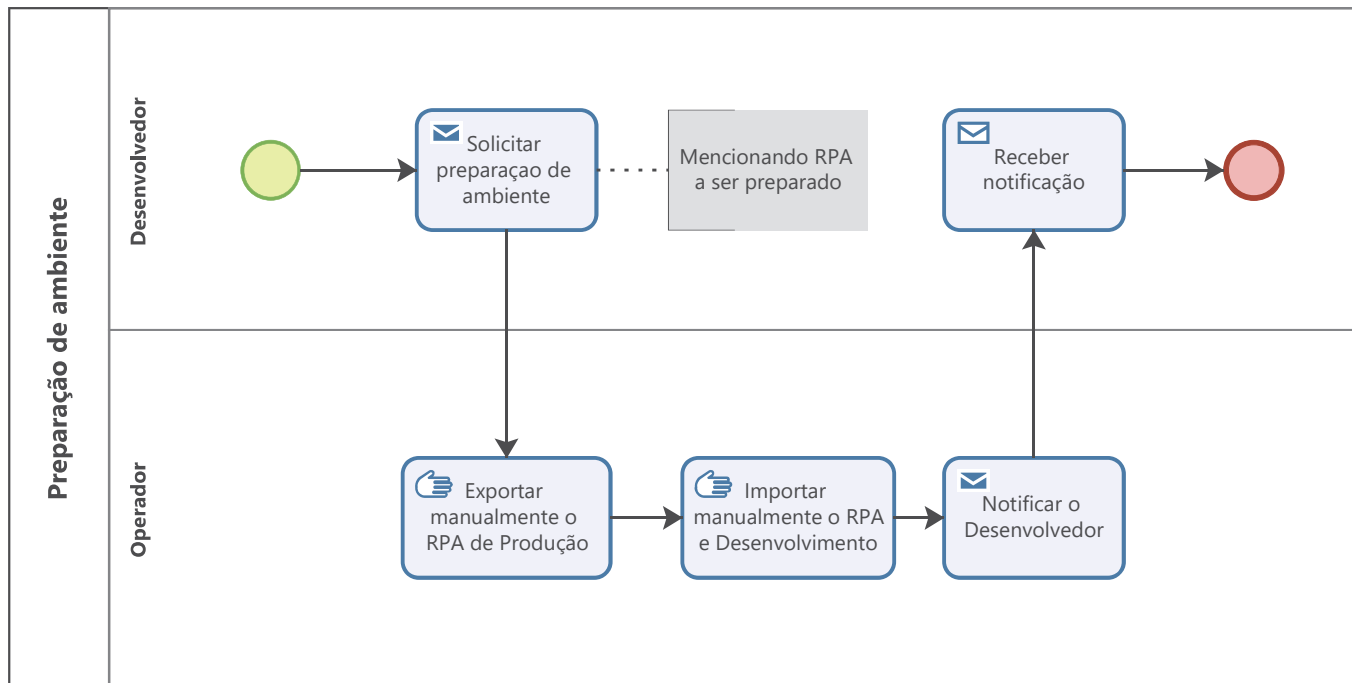 Preparação de ambiente
Desenvolvedor
Solicitar
preparaçao de
ambiente
Mencionando RPA
a ser preparado
Receber
notificação
Operador
Exportar
manualmente o
RPA de Produção
Importar
manualmente o RPA
e Desenvolvimento
Notificar o
Desenvolvedor